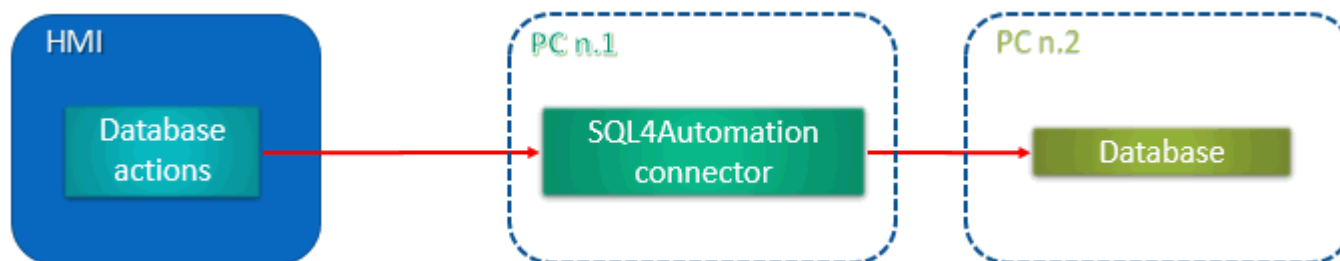 HMI
Database
actions
PC n.1
SQL4Automation
connector
PC n.2
Database